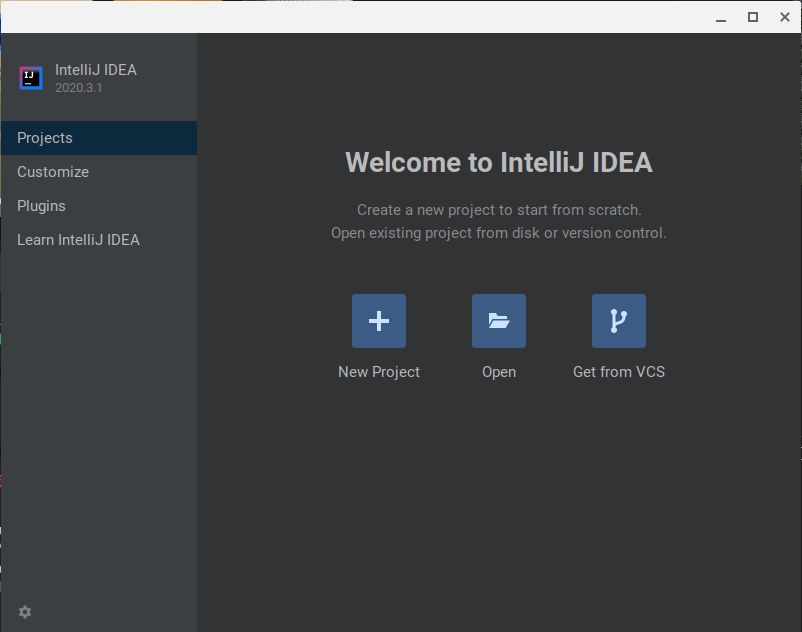 IJ
IntelliJ IDEA
2020.3.1
Projects
Customize
Plugins
Learn IntelliJ IDEA
Welcome to IntelliJ IDEA
Create a new project to start from scratch.
Open existing project from disk or version control.
New Project
Open
Get from VCS